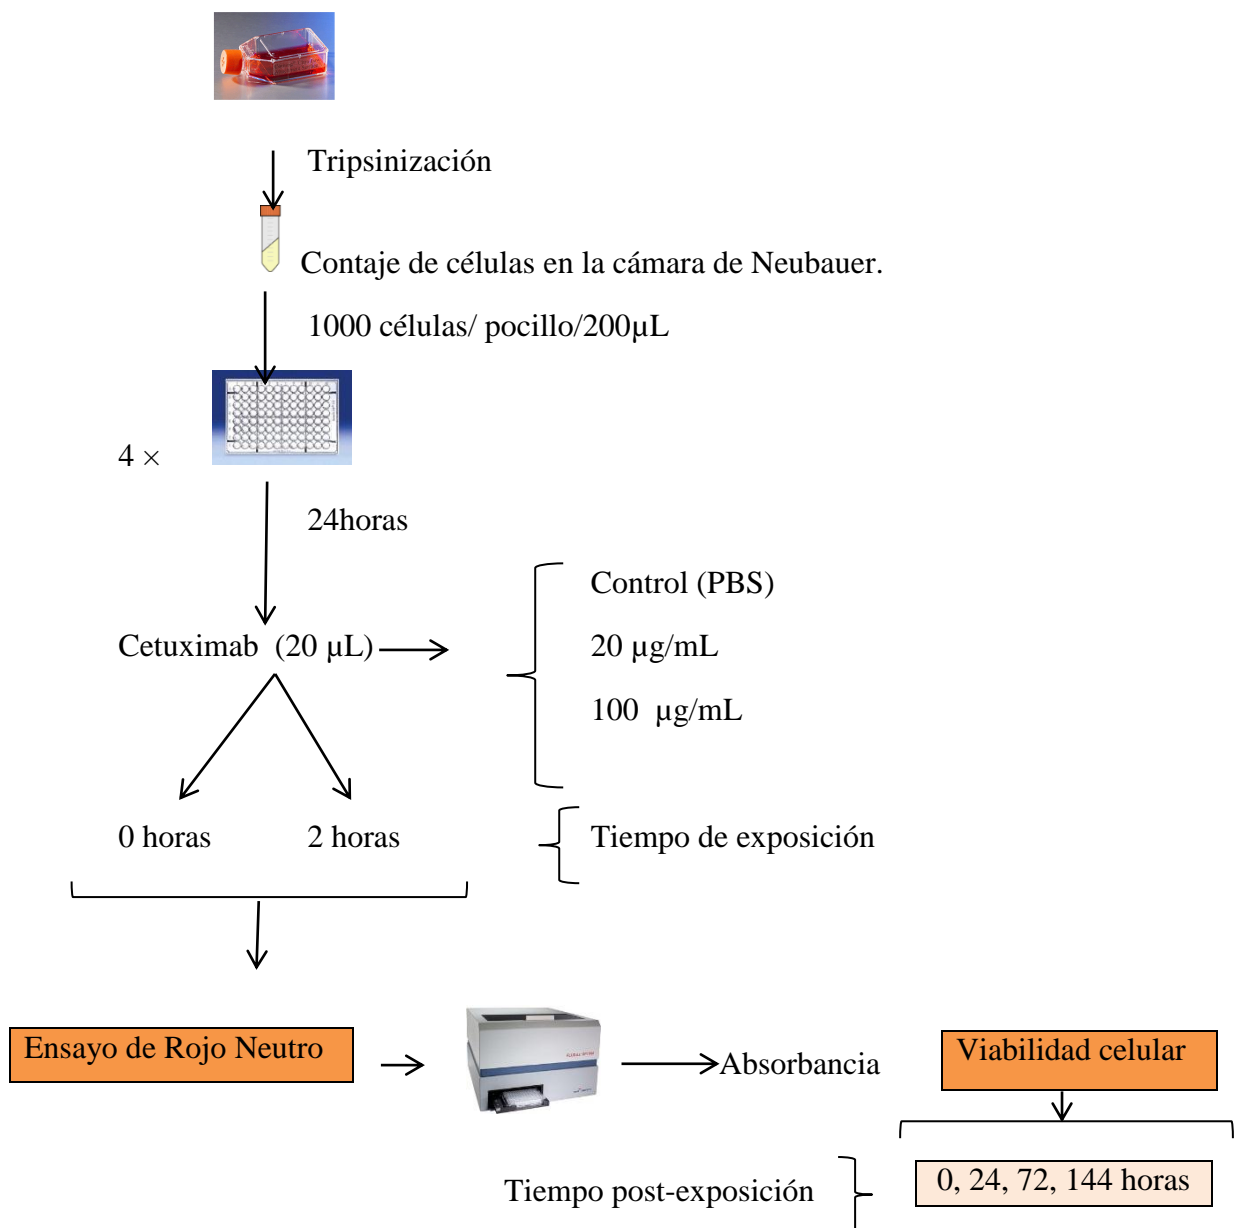 Tripsinización
Contaje de células en la cámara de Neubauer.
1000 células/ pocillo/200µL
4 ×
24horas
Control (PBS)
Cetuximab (20 µL)
20 µg/mL
100 µg/mL
0 horas
2 horas
Tiempo de exposición
Ensayo de Rojo Neutro
Absorbancia
Viabilidad celular
Tiempo post-exposición
0, 24, 72, 144 horas